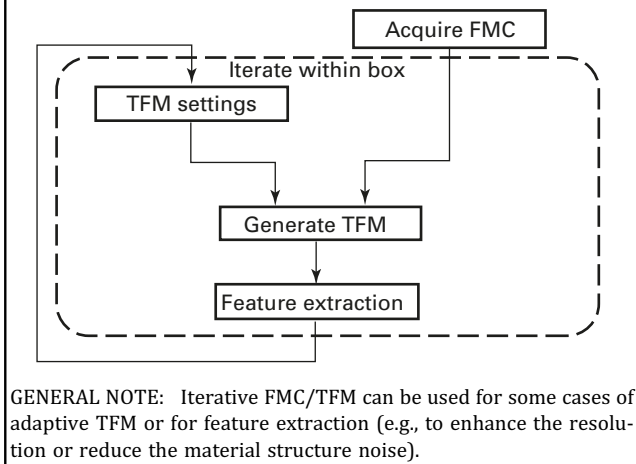 Acquire FMC
Iterate within box
TFM settings
Generate TFM
Feature extraction
GENERAL NOTE: Iterative FMC/TFM can be used for some cases of
adaptive TFM or for feature extraction (e.g., to enhance the resolu-
tion or reduce the material structure noise).